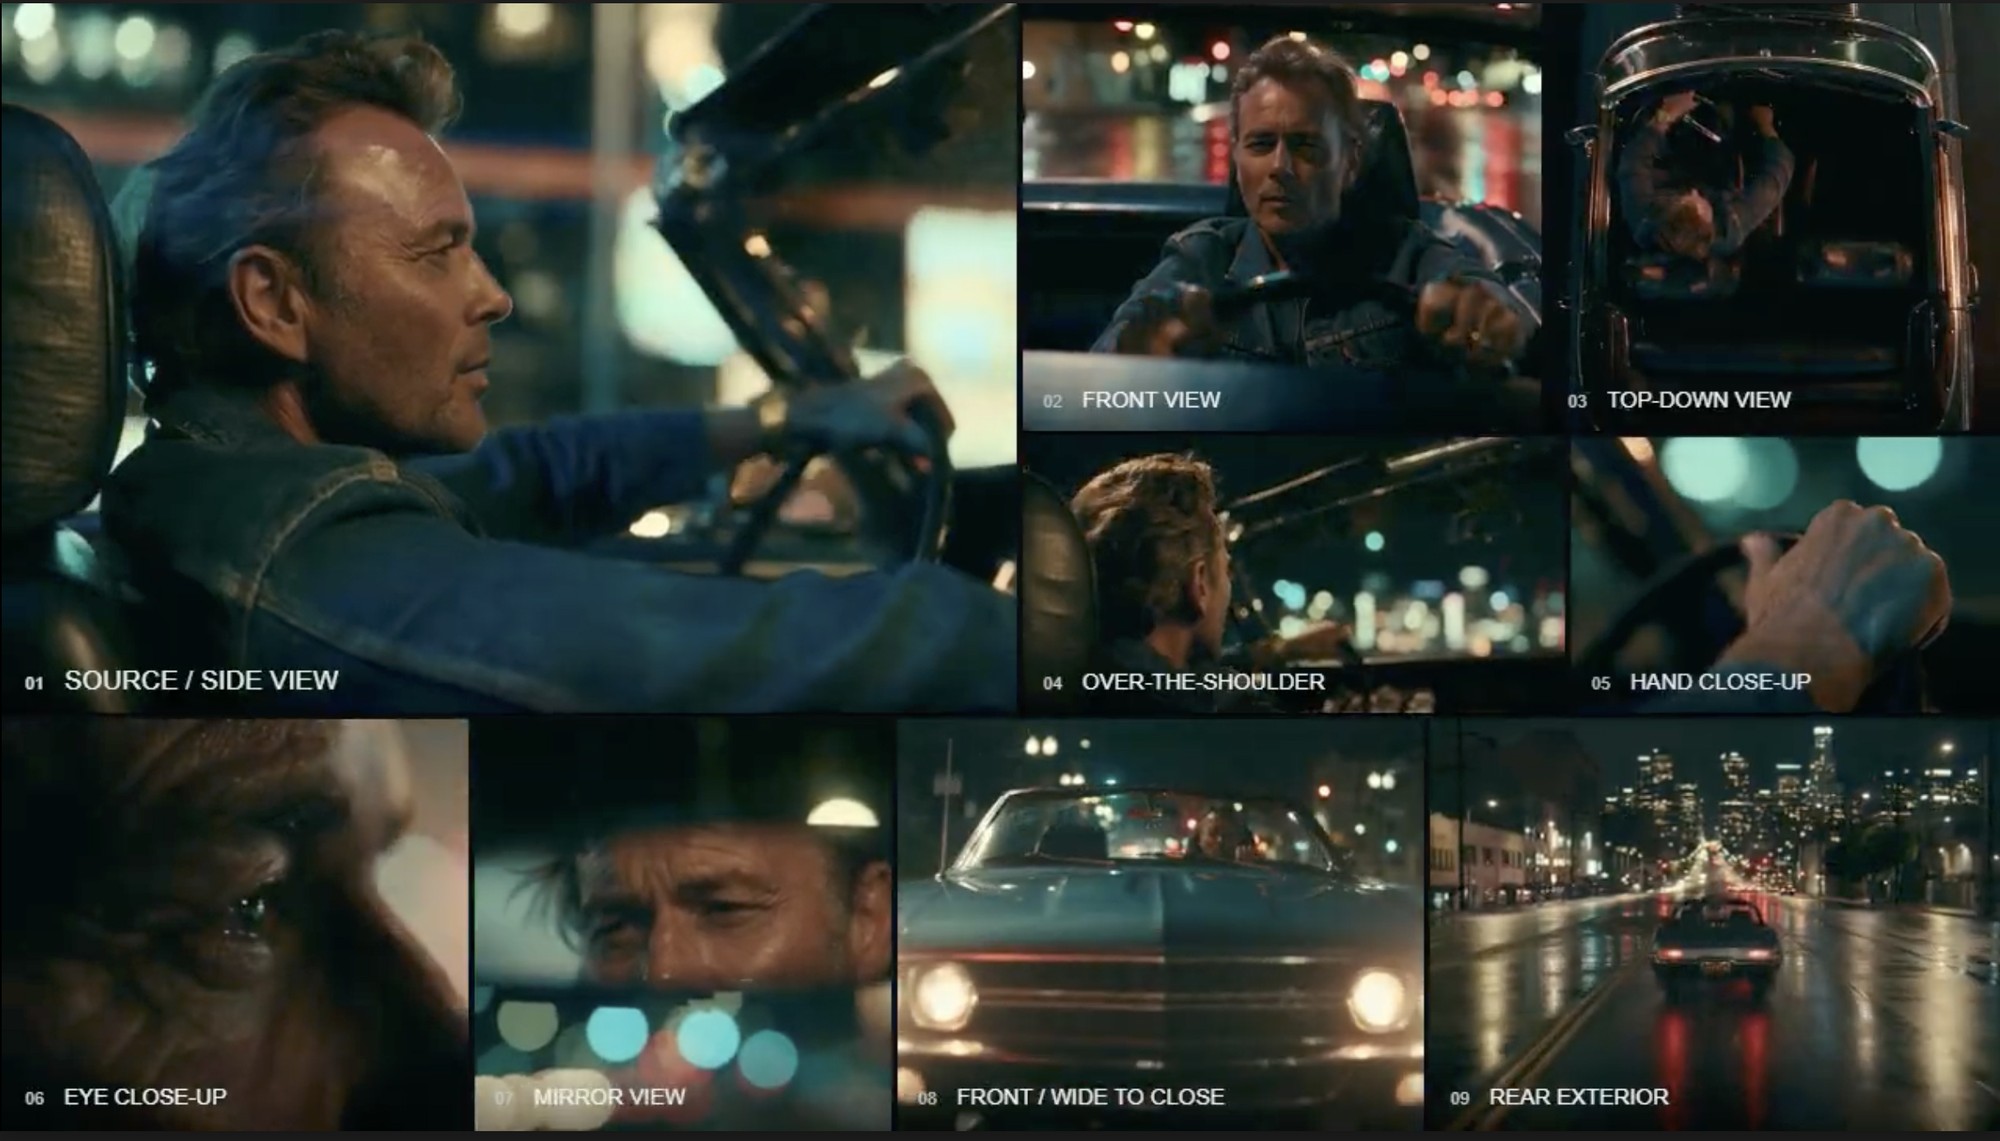 01 SOURCE / SIDE VIEW
02 FRONT VIEW
03 TOP-DOWN VIEW
04 OVER-THE-SHOULDER
05 HAND CLOSE-UP
06 EYE CLOSE-UP
07 MIRROR VIEW
08 FRONT / WIDE TO CLOSE
09 REAR EXTERIOR